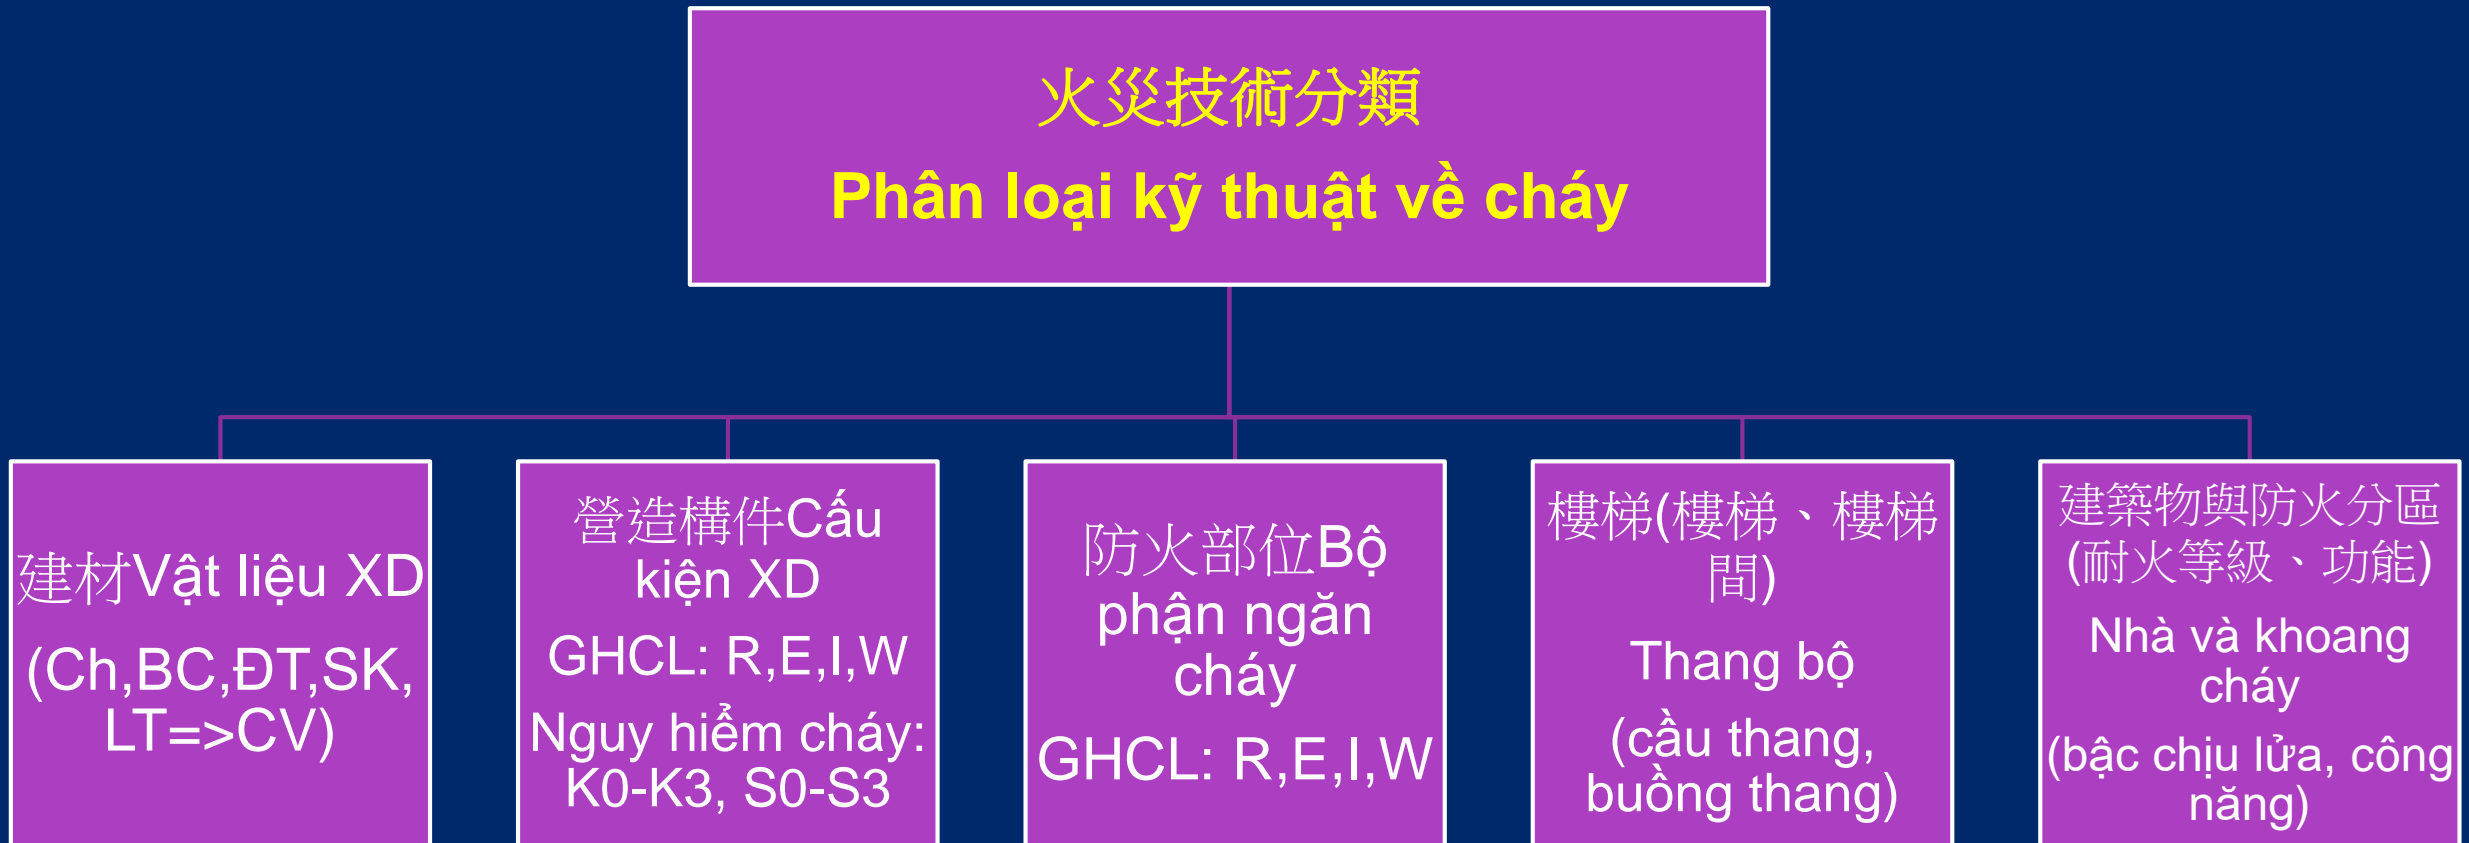 火災技術分類
Phân loại kỹ thuật về cháy
建材Vật liệu XD
(Ch,BC,ĐT,SK,
LT=>CV)
營造構件Cấu
kiện XD
GHCL: R,E,I,W
Nguy hiểm cháy:
K0-K3, S0-S3
防火部位Bộ
phận ngăn
cháy
GHCL: R,E,I,W
樓梯(樓梯、樓梯
間)
Thang bộ
(cầu thang,
buồng thang)
建築物與防火分區
(耐火等級、功能)
Nhà và khoang
cháy
(bậc chịu lửa, công
năng)